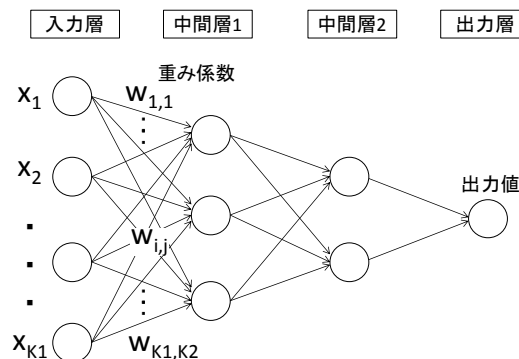 入力層 中間層1 中間層2 出力層
重み係数
x1 w1,1
⋮
x2
出力値
wi,j
⋮
xK1 wK1,K2